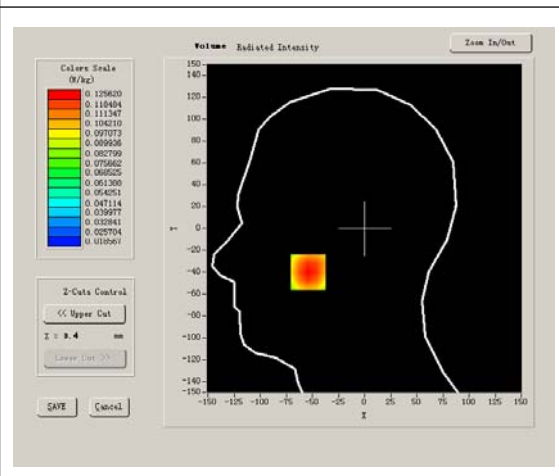 Volume Radiated Intensity
Zoom In/Out
Colors Scale
(W/kg)
0.125620
0.118484
0.111347
0.104210
0.097073
0.089936
0.082799
0.075662
0.068525
0.061388
0.054251
0.047114
0.039977
0.032841
0.025704
0.018567
Z-Cuts Control
<< Upper Cut
mm
Lower Cut >>
SAVE
Cancel
150
140
120
100
80
60
40
20
0
-20
-40
-60
-80
-100
-120
-140
-150
Y
-150 -125 -100 -75 -50 -25 0 25 50 75 100 125 150
X